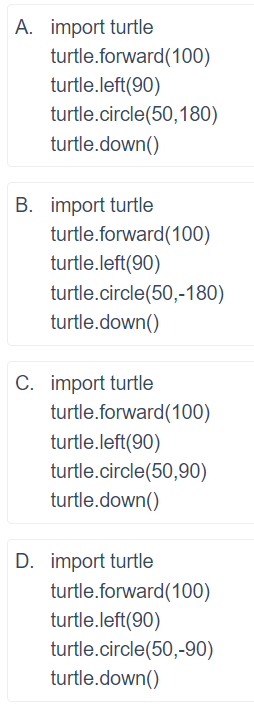 A. import turtle
turtle.forward(100)
turtle.left(90)
turtle.circle(50,180)
turtle.down()
B. import turtle
turtle.forward(100)
turtle.left(90)
turtle.circle(50,-180)
turtle.down()
C. import turtle
turtle.forward(100)
turtle.left(90)
turtle.circle(50,90)
turtle.down()
D. import turtle
turtle.forward(100)
turtle.left(90)
turtle.circle(50,-90)
turtle.down()